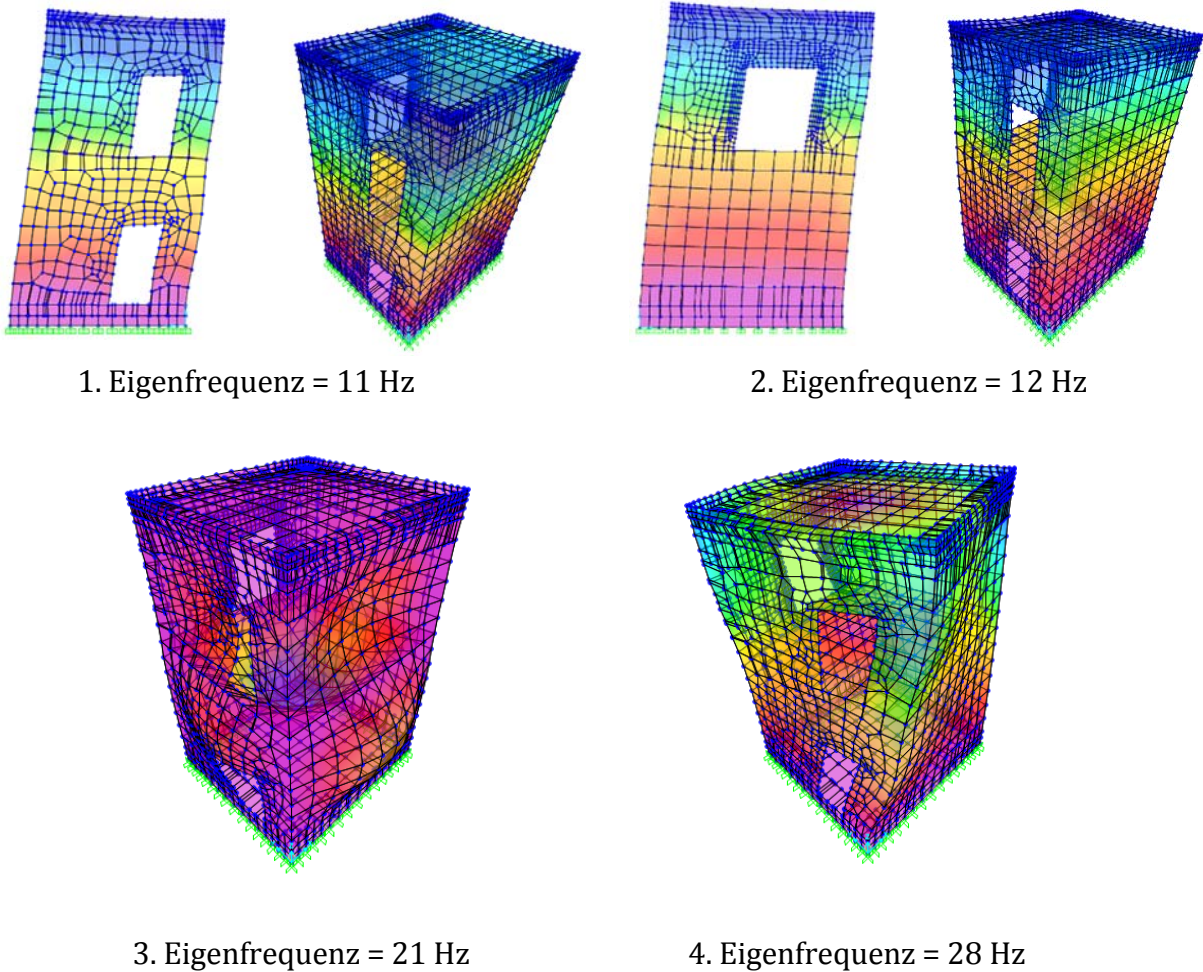 1. Eigenfrequenz = 11 Hz
2. Eigenfrequenz = 12 Hz
3. Eigenfrequenz = 21 Hz
4. Eigenfrequenz = 28 Hz